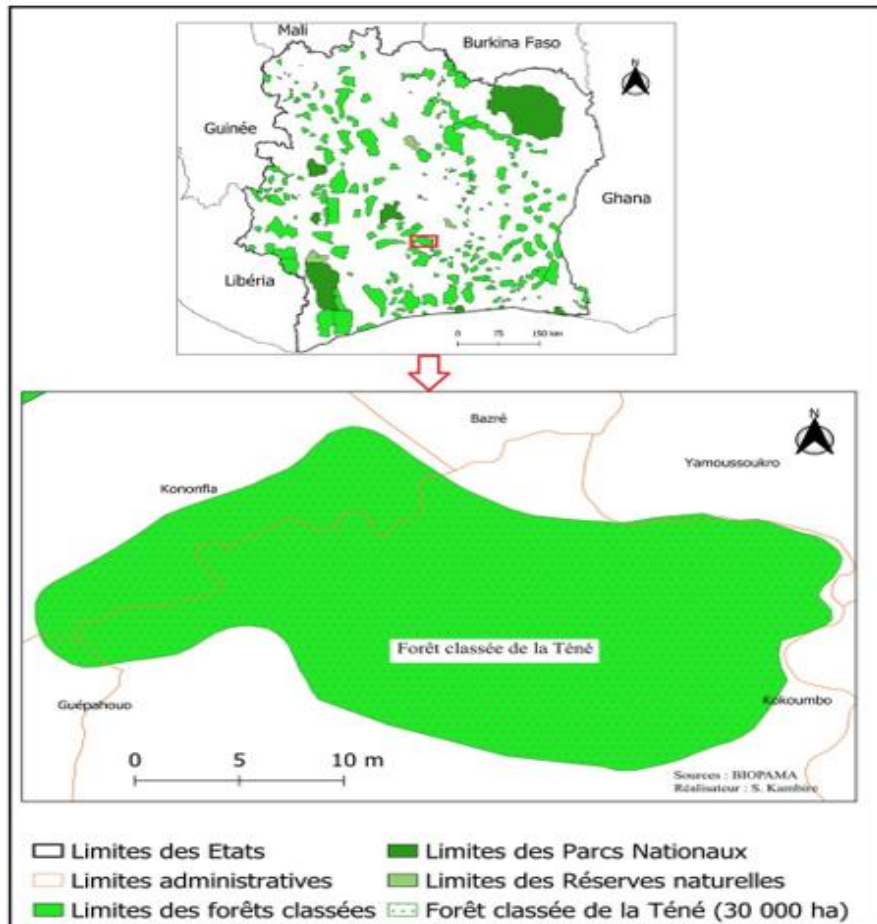 Mali
Burkina Faso
N
Guinée
Ghana
Libéria
0 75 150 km
Bazré
N
Yamoussoukro
Kononfla
Forêt classée de la Téné
Guépahouo
Kokoumbo
0 5 10 m
Sources : BIOPAMA
Réalisateur : S. Kambire
Limites des Etats
Limites des Parcs Nationaux
Limites administratives
Limites des Réserves naturelles
Limites des forêts classées
Forêt classée de la Téné (30 000 ha)